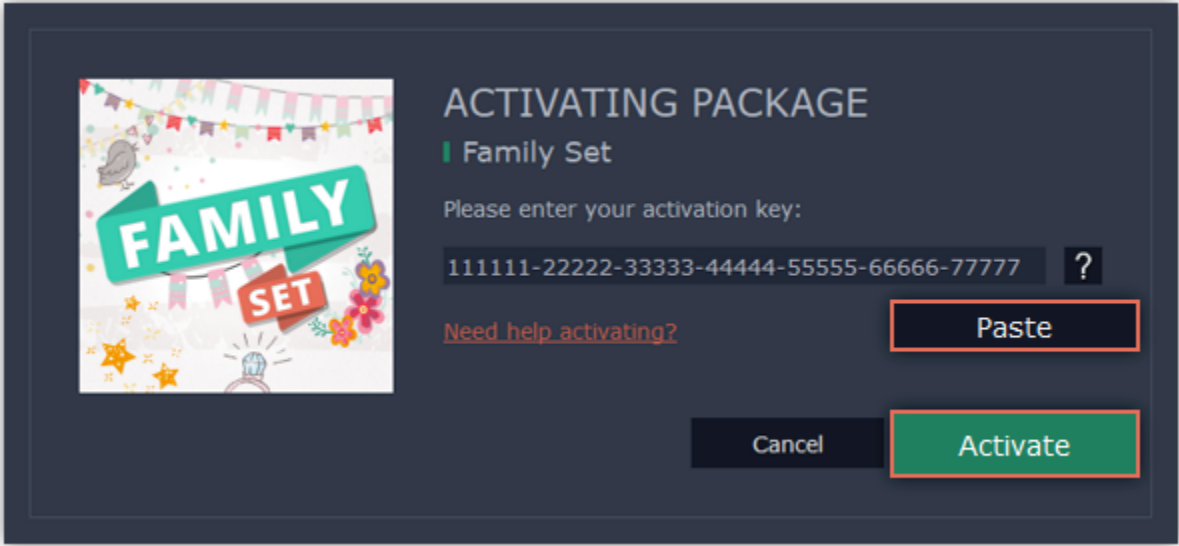 FAMILY
SET
ACTIVATING PACKAGE
Family Set
Please enter your activation key:
111111-22222-33333-44444-55555-66666-77777
?
Need help activating?
Paste
Cancel
Activate